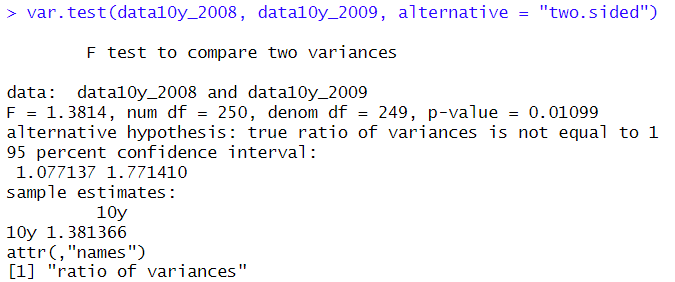 > var.test(data10y_2008, data10y_2009, alternative = "two.sided")
F test to compare two variances
data:  data10y_2008 and data10y_2009
F = 1.3814, num df = 250, denom df = 249, p-value = 0.01099
alternative hypothesis: true ratio of variances is not equal to 1
95 percent confidence interval:
1.077137 1.771410
sample estimates:
10y
10y 1.381366
attr(,"names")
[1] "ratio of variances"